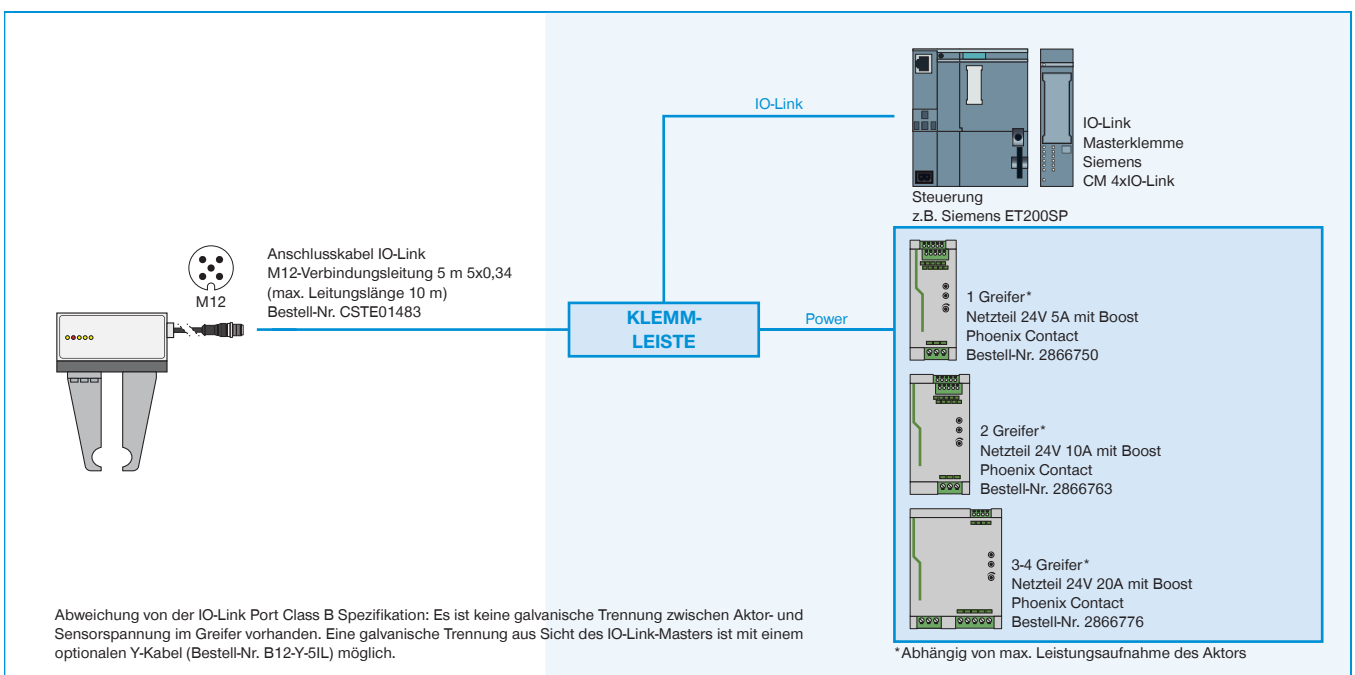 IO-Link
IO-Link
Masterklemme
Siemens
CM 4xIO-Link
Steuerung
z.B. Siemens ET200SP
M12
Anschlusskabel IO-Link
M12-Verbindungsleitung 5 m 5x0,34
(max. Leitungslänge 10 m)
Bestell-Nr. CSTE01483
KLEMM-
LEISTE
Power
1 Greifer*
Netzteil 24V 5A mit Boost
Phoenix Contact
Bestell-Nr. 2866750
2 Greifer*
Netzteil 24V 10A mit Boost
Phoenix Contact
Bestell-Nr. 2866763
3-4 Greifer*
Netzteil 24V 20A mit Boost
Phoenix Contact
Bestell-Nr. 2866776
*Abhängig von max. Leistungsaufnahme des Aktors
Abweichung von der IO-Link Port Class B Spezifikation: Es ist keine galvanische Trennung zwischen Aktor- und
Sensorspannung im Greifer vorhanden. Eine galvanische Trennung aus Sicht des IO-Link-Masters ist mit einem
optionalen Y-Kabel (Bestell-Nr. B12-Y-5IL) möglich.